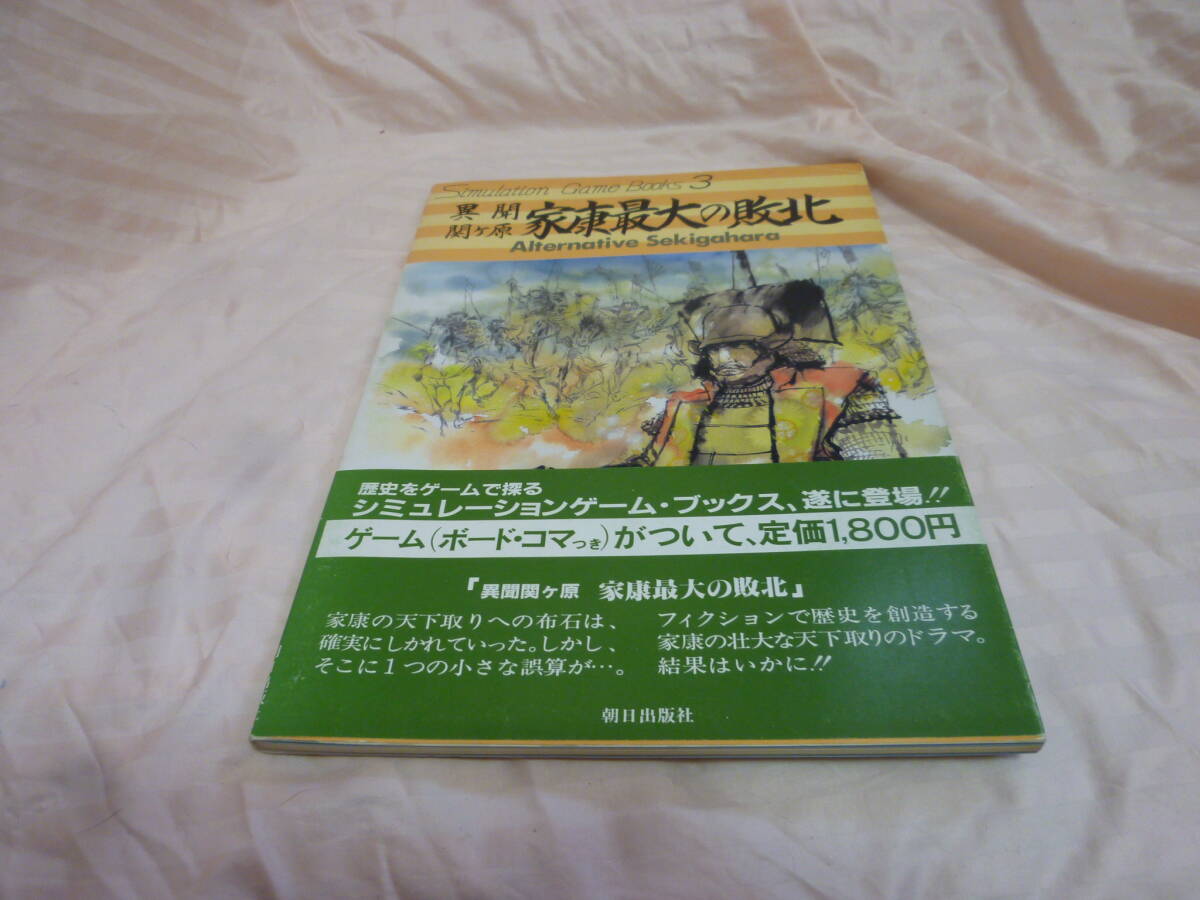 Simulation Game Books 3
異聞
関ヶ原
家康最大の敗北
Alternative Sekigahara
歴史をゲームで探る
シミュレーションゲーム・ブックス、遂に登場!!
ゲーム(ボード・コマつき)がついて、定価1,800円
『異聞関ヶ原 家康最大の敗北』
家康の天下取りへの布石は、
確実にしかれていった。しかし、
そこに1つの小さな誤算が…。
フィクションで歴史を創造する
家康の壮大な天下取りのドラマ。
結果はいかに!!
朝日出版社